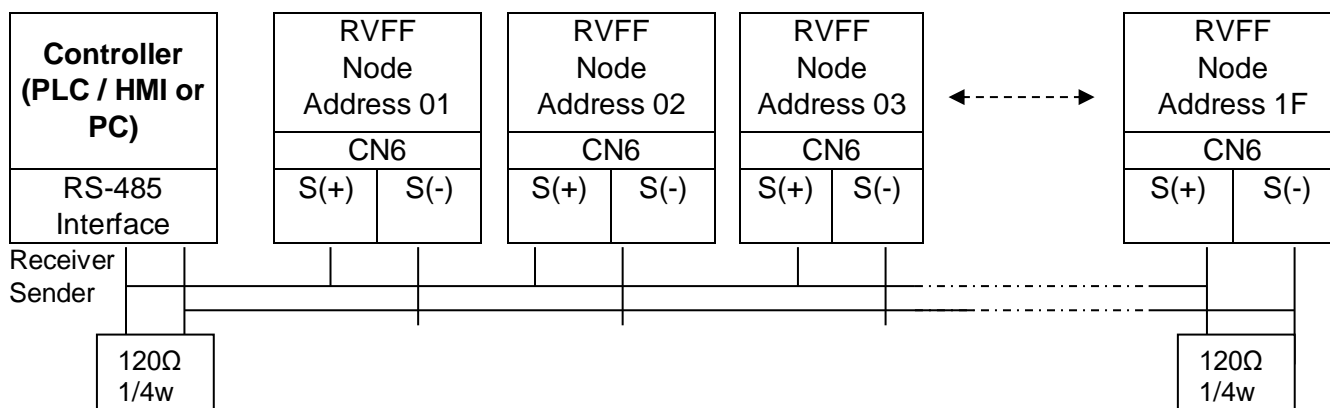 Controller
(PLC / HMI or
PC)
RS-485
Interface
RVFF
Node
Address 01
CN6
S(+) S(-)
RVFF
Node
Address 02
CN6
S(+) S(-)
RVFF
Node
Address 03
CN6
S(+) S(-)
RVFF
Node
Address 1F
CN6
S(+) S(-)
Receiver
Sender
120Ω
1/4w
120Ω
1/4w